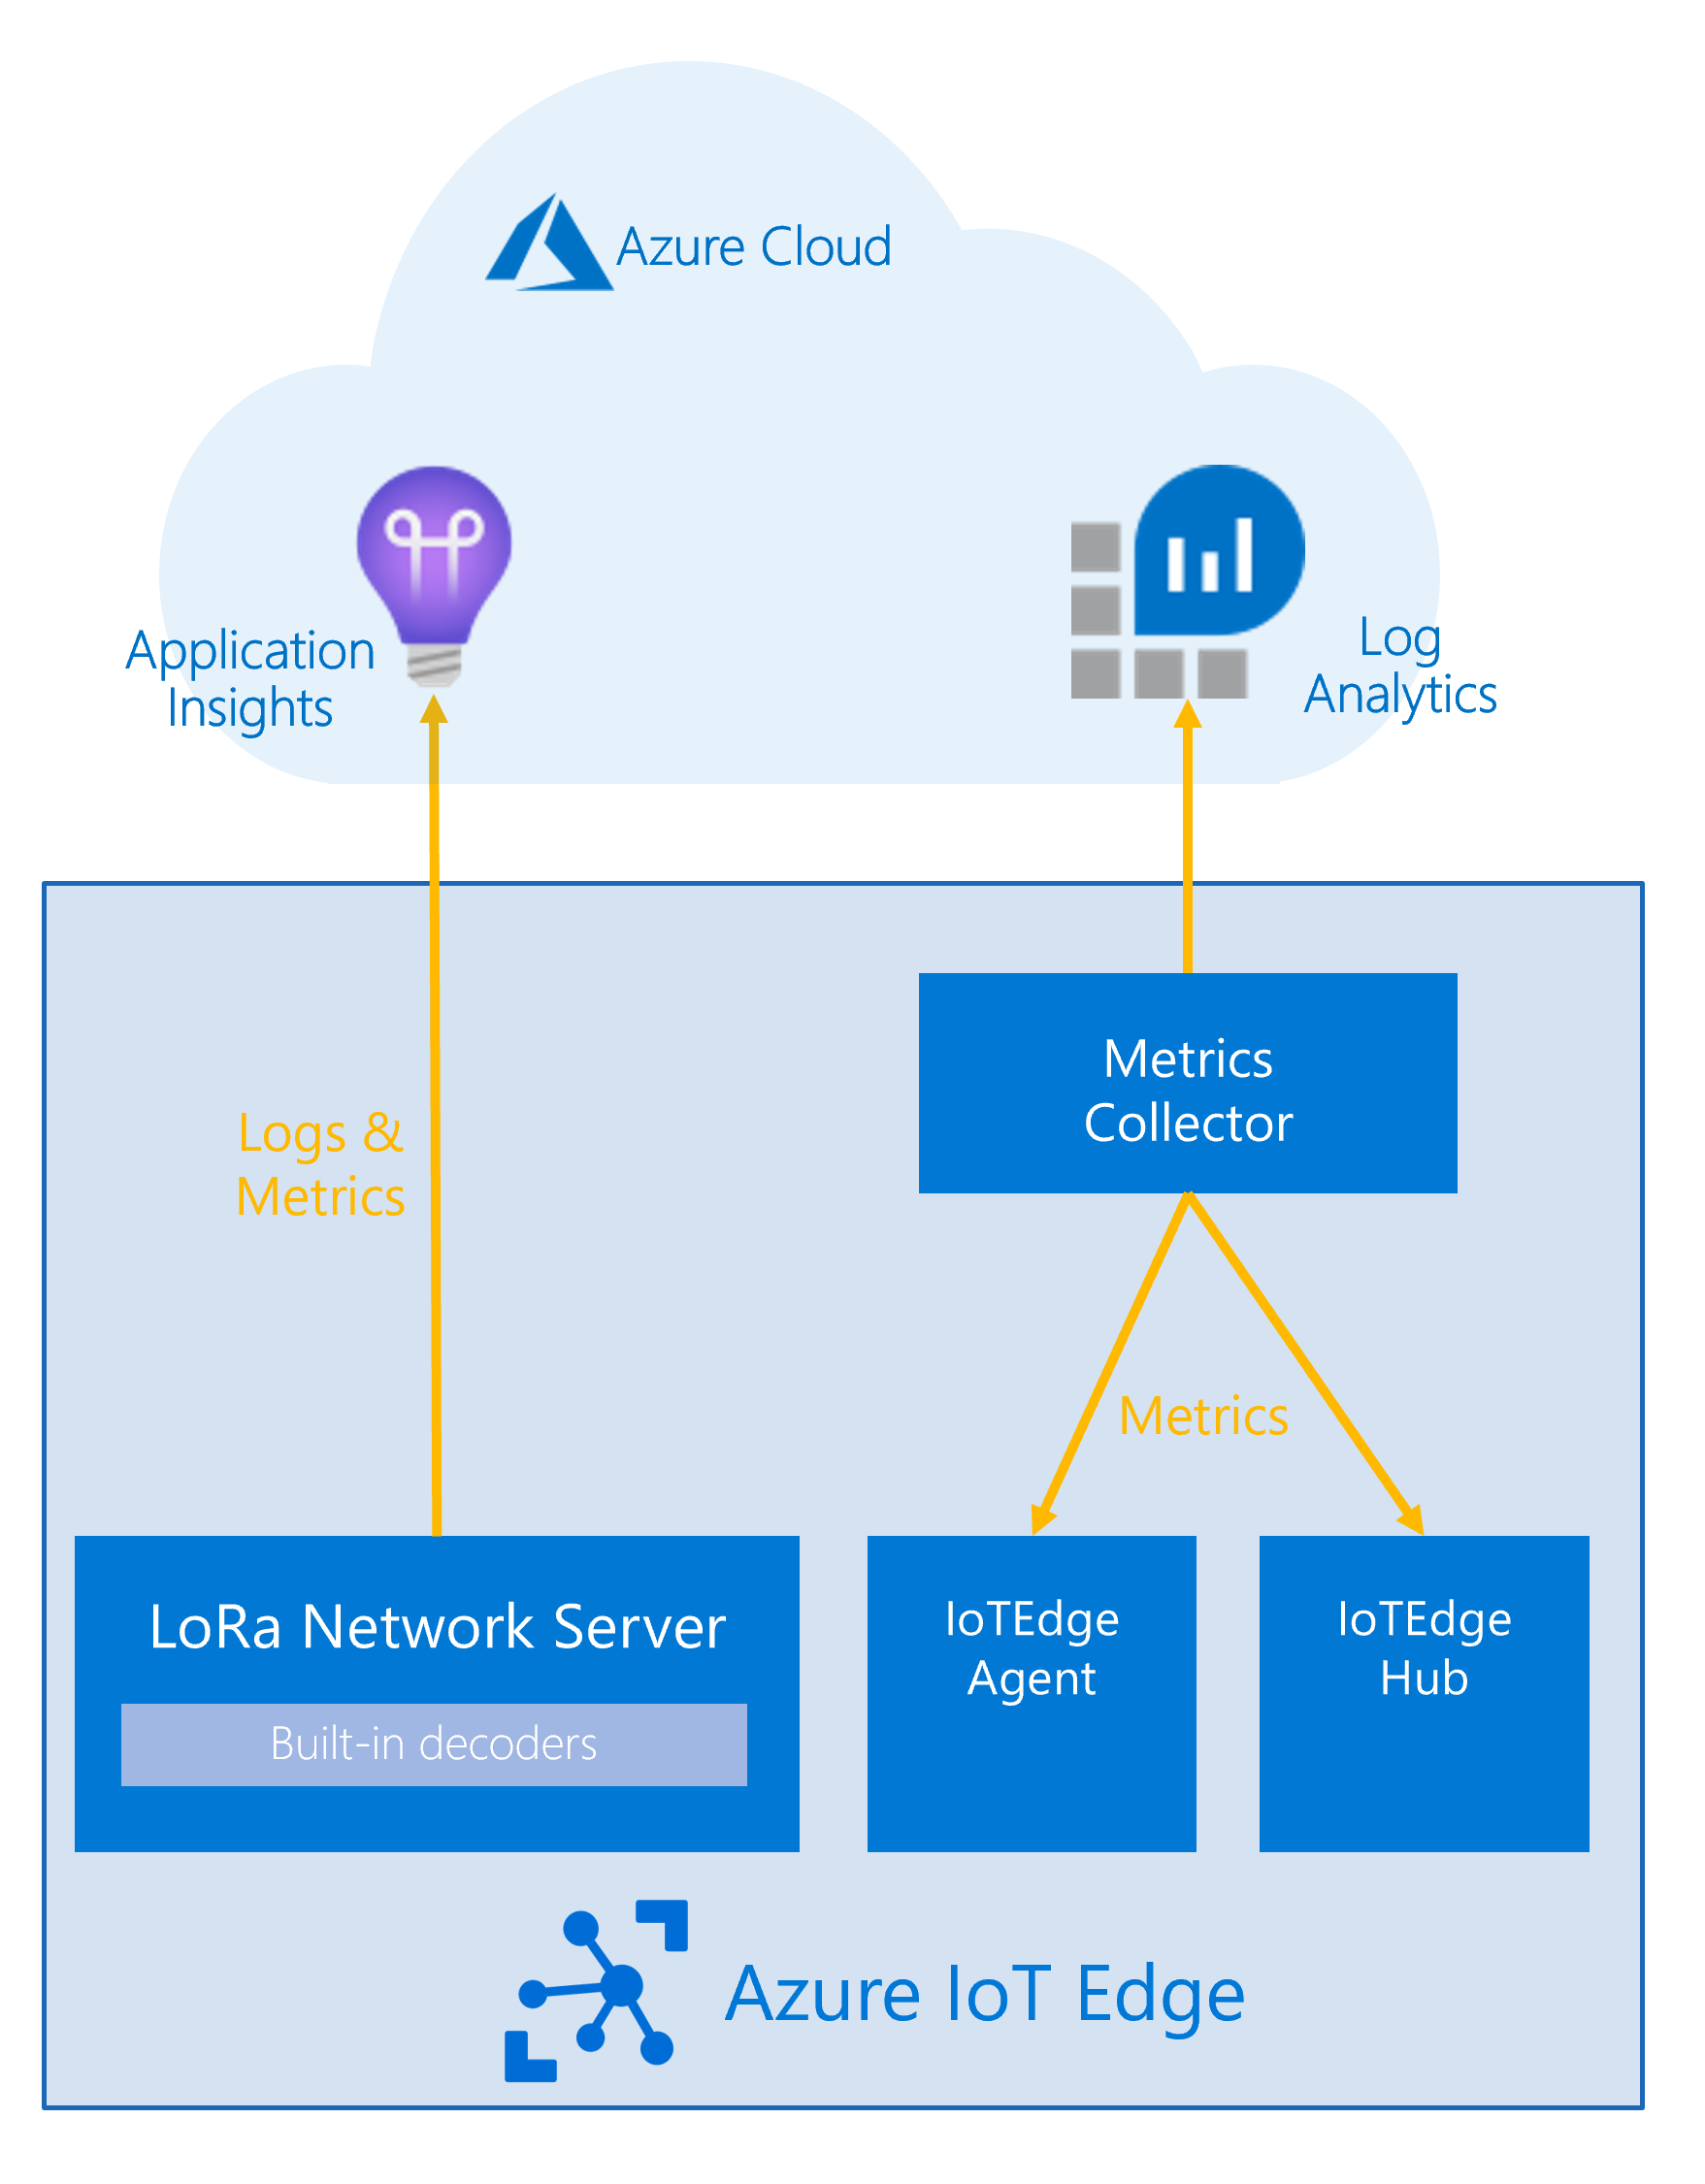 Azure Cloud
Application
Insights
Log
Analytics
Metrics
Collector
Logs &
Metrics
Metrics
LoRa Network Server
Built-in decoders
IoTEdge
Agent
IoTEdge
Hub
Azure IoT Edge